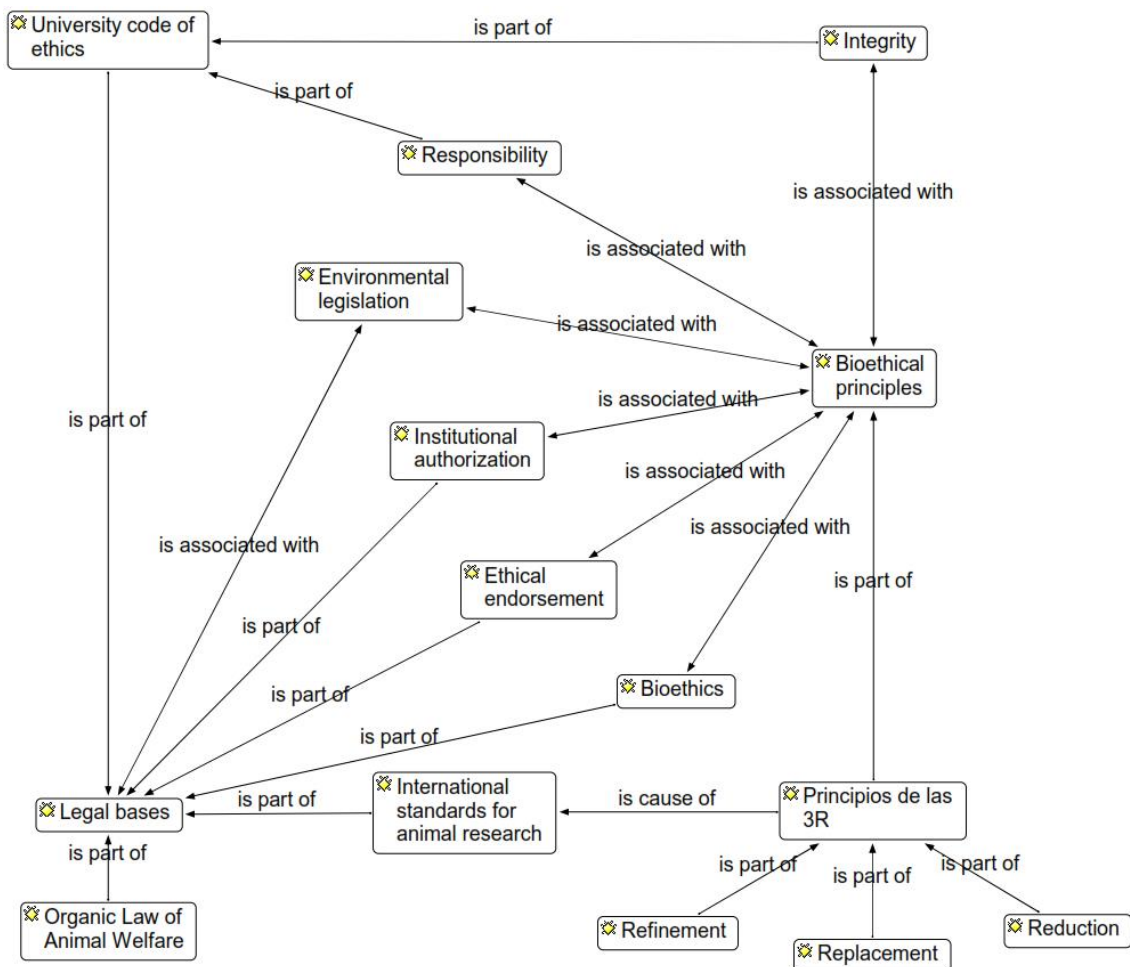 University code of
ethics
is part of
Integrity
is part of
Responsibility
is associated with
is associated with
Environmental
legislation
is associated with
Bioethical
principles
is part of
is associated with
Institutional
authorization
is associated with
is associated with
is associated with
Ethical
endorsement
is part of
is part of
Bioethics
is part of
is part of
International
standards for
animal research
is cause of
Principios de las
3R
Legal bases
is part of
is part of
is part of
is part of
is part of
Organic Law of
Animal Welfare
Refinement
Replacement
Reduction